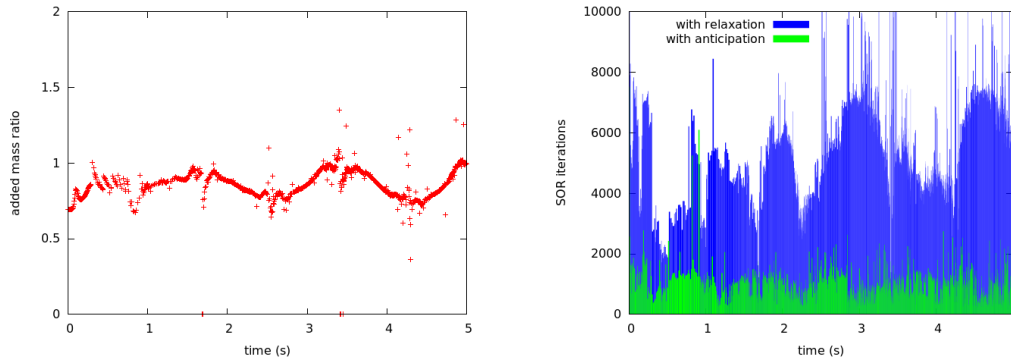 added mass ratio
2
1.5
1
0.5
0
0 1 2 3 4 5
time (s)
SOR iterations
10000
8000
6000
4000
2000
0
with relaxation
with anticipation
0 1 2 3 4
time (s)